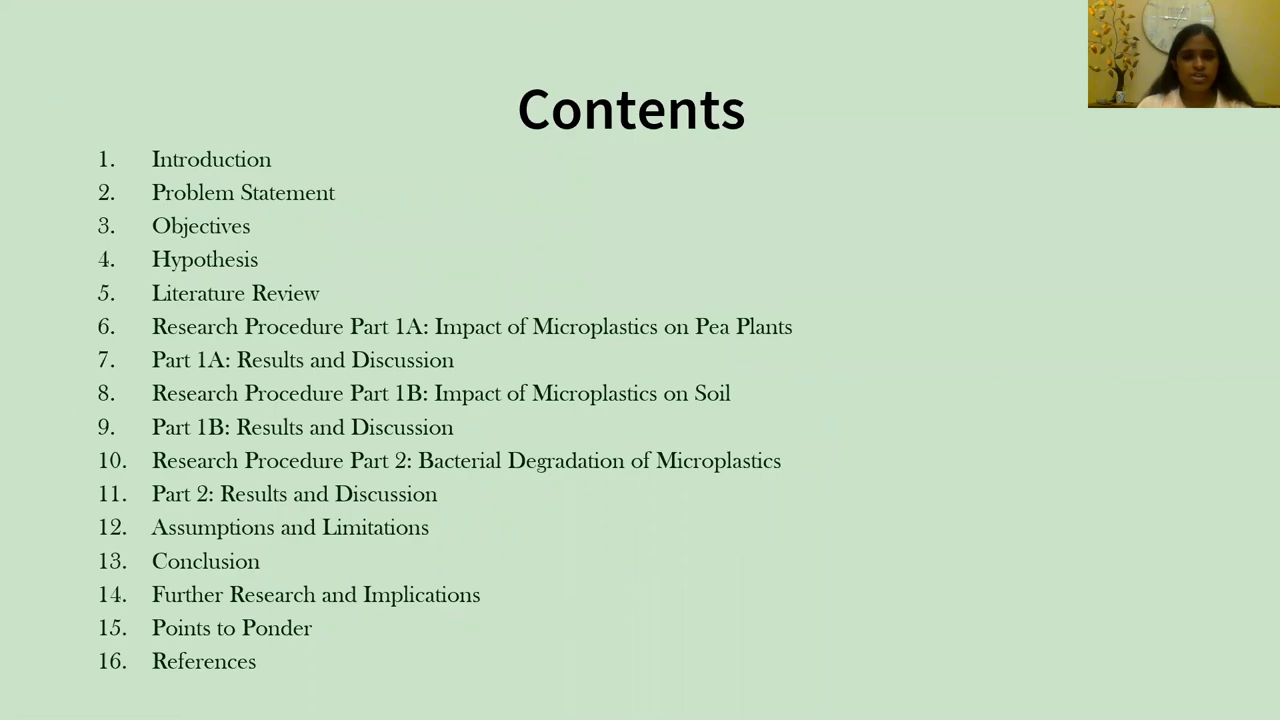 Contents
1. Introduction
2. Problem Statement
3. Objectives
4. Hypothesis
5. Literature Review
6. Research Procedure Part 1A: Impact of Microplastics on Pea Plants
7. Part 1A: Results and Discussion
8. Research Procedure Part 1B: Impact of Microplastics on Soil
9. Part 1B: Results and Discussion
10. Research Procedure Part 2: Bacterial Degradation of Microplastics
11. Part 2: Results and Discussion
12. Assumptions and Limitations
13. Conclusion
14. Further Research and Implications
15. Points to Ponder
16. References